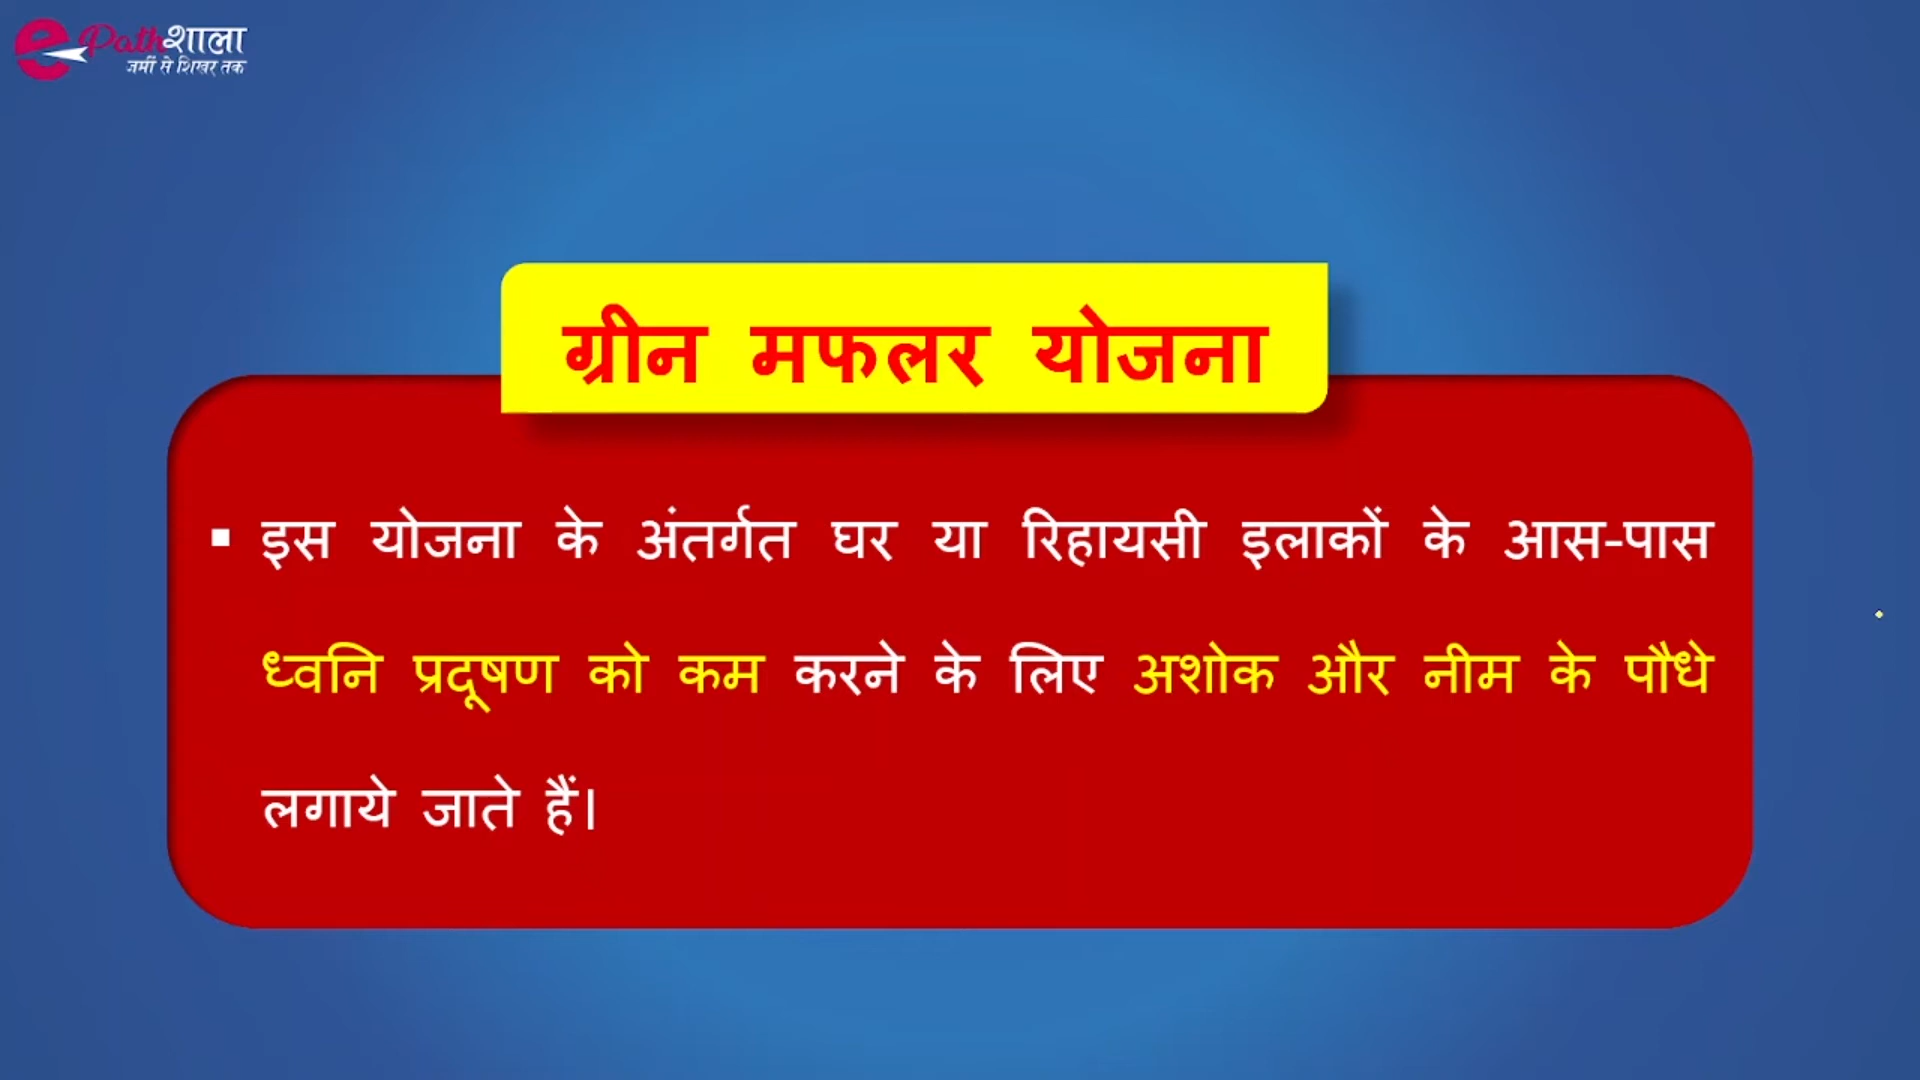 ePathशाला
जमीं से शिखर तक
ग्रीन मफलर योजना
▪ इस योजना के अंतर्गत घर या रिहायसी इलाकों के आस-पास
ध्वनि प्रदूषण को कम करने के लिए अशोक और नीम के पौधे
लगाये जाते हैं।